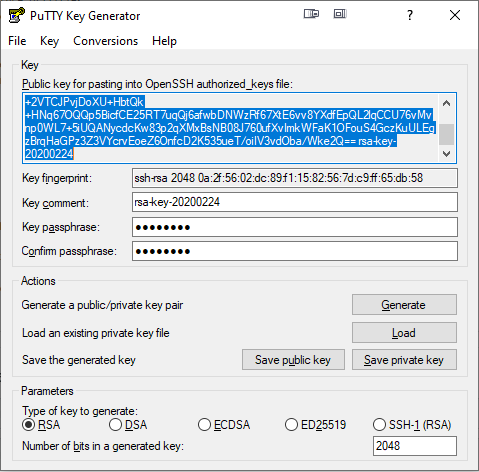 PuTTY Key Generator
?
File Key Conversions Help
Key
Public key for pasting into OpenSSH authorized_keys file:
+2VTCJPvjDoXU+HbtQk
+HNq67OQQp5BicfCE25RT7uqQj6afwbDNWzRf67XtE6vv8YXdfEpQL2lqCCU76vMv
np0WL7+5iUQANycdcKw83p2qXMxBsNB08J760ufXvlmkWFaK1OFouS4GczKuULEg
zBrqHaGPz3Z3VYcrvEoeZ6OnfcD2K535ueT/oilV3vdOba/Wke2Q== rsa-key-
20200224
Key fingerprint: ssh-rsa 2048 0a:2f:56:02:dc:89:f1:15:82:56:7d:c9:ff:65:db:58
Key comment: rsa-key-20200224
Key passphrase: ●●●●●●●●
Confirm passphrase: ●●●●●●●●
Actions
Generate a public/private key pair Generate
Load an existing private key file Load
Save the generated key Save public key Save private key
Parameters
Type of key to generate:
RSA DSA ECDSA ED25519 SSH-1 (RSA)
Number of bits in a generated key: 2048